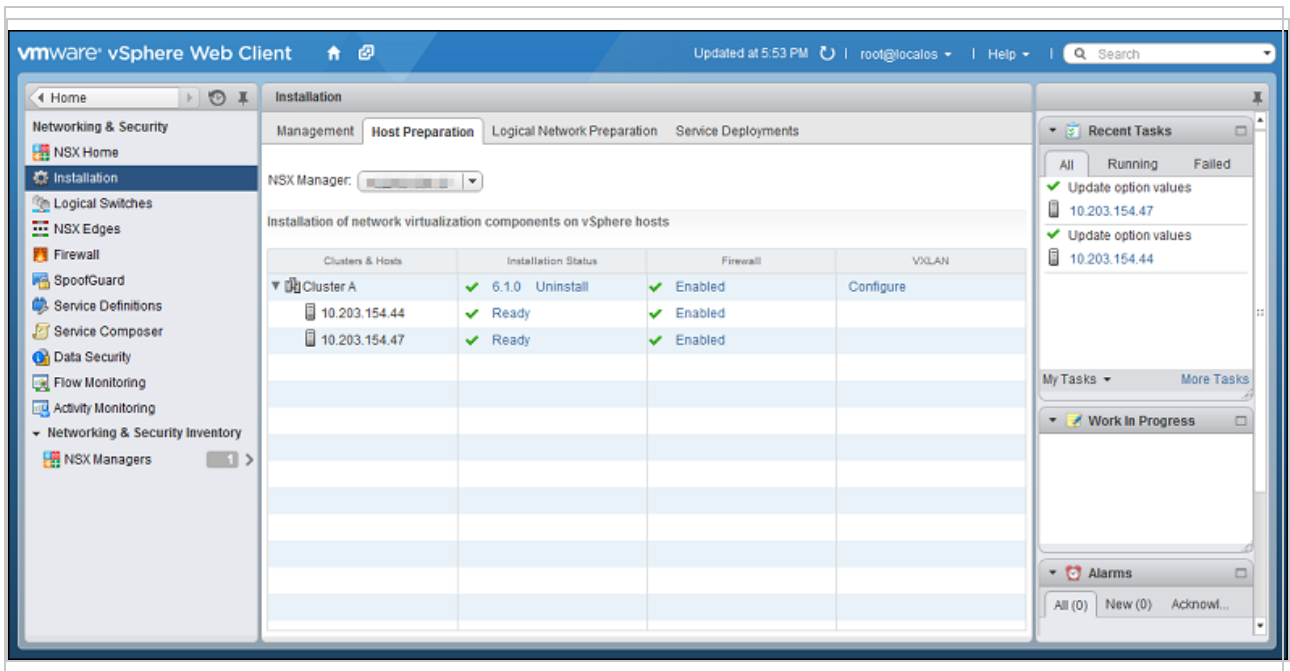 vmware vSphere Web Client Updated at 5:53 PM root@localos Help Search
Home
Networking & Security
NSX Home
Installation
Logical Switches
NSX Edges
Firewall
SpoofGuard
Service Definitions
Service Composer
Data Security
Flow Monitoring
Activity Monitoring
Networking & Security Inventory
NSX Managers 1
Installation
Management Host Preparation Logical Network Preparation Service Deployments
NSX Manager:
Installation of network virtualization components on vSphere hosts
Clusters & Hosts Installation Status Firewall VXLAN
Cluster A 6.1.0 Uninstall Enabled Configure
10.203.154.44 Ready Enabled
10.203.154.47 Ready Enabled
Recent Tasks
All Running Failed
Update option values
10.203.154.47
Update option values
10.203.154.44
My Tasks More Tasks
Work In Progress
Alarms
All (0) New (0) Acknowl...